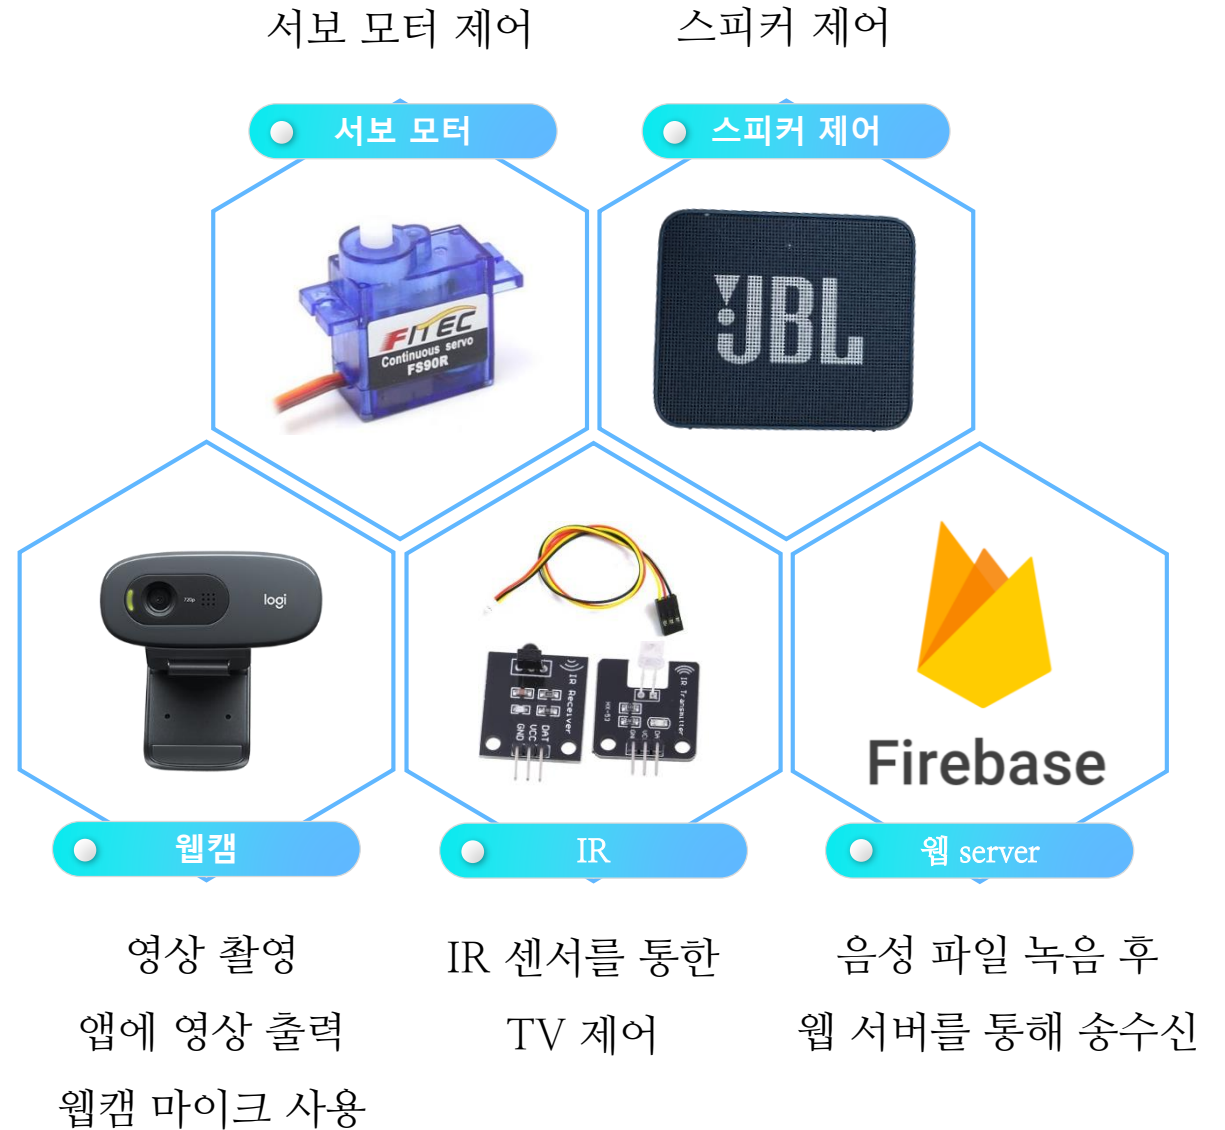 서보 모터 제어
스피커 제어
서보 모터
스피커 제어
FITEC
Continuous servo
FS90R
JBL
720p
logi
IR Receiver
GND
VCC
DAT
IR Transmitter
Firebase
웹캠
IR
웹 server
영상 촬영
앱에 영상 출력
웹캠 마이크 사용
IR 센서를 통한
TV 제어
음성 파일 녹음 후
웹 서버를 통해 송수신